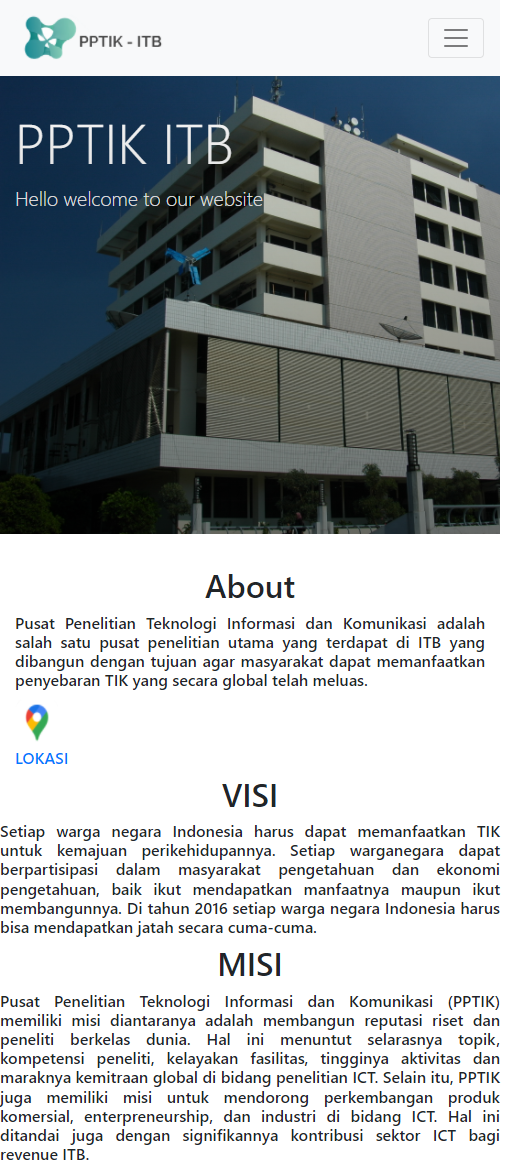 PPTIK - ITB
PPTIK ITB
Hello welcome to our website
About
Pusat Penelitian Teknologi Informasi dan Komunikasi adalah
salah satu pusat penelitian utama yang terdapat di ITB yang
dibangun dengan tujuan agar masyarakat dapat memanfaatkan
penyebaran TIK yang secara global telah meluas.
LOKASI
VISI
Setiap warga negara Indonesia harus dapat memanfaatkan TIK
untuk kemajuan perikehidupannya. Setiap warganegara dapat
berpartisipasi dalam masyarakat pengetahuan dan ekonomi
pengetahuan, baik ikut mendapatkan manfaatnya maupun ikut
membangunnya. Di tahun 2016 setiap warga negara Indonesia harus
bisa mendapatkan jatah secara cuma-cuma.
MISI
Pusat Penelitian Teknologi Informasi dan Komunikasi (PPTIK)
memiliki misi diantaranya adalah membangun reputasi riset dan
peneliti berkelas dunia. Hal ini menuntut selarasnya topik,
kompetensi peneliti, kelayakan fasilitas, tingginya aktivitas dan
maraknya kemitraan global di bidang penelitian ICT. Selain itu, PPTIK
juga memiliki misi untuk mendorong perkembangan produk
komersial, enterpreneurship, dan industri di bidang ICT. Hal ini
ditandai juga dengan signifikannya kontribusi sektor ICT bagi
revenue ITB.